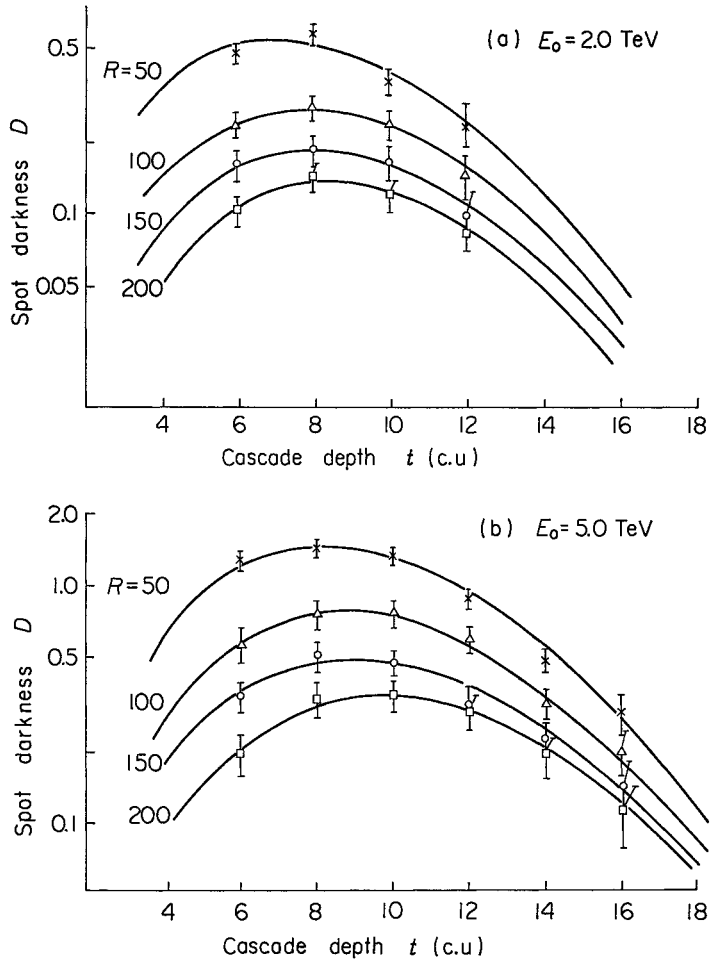 (a) E₀=2.0 TeV
0.5
0.1
0.05
Spot darkness D
R=50
100
150
200
4 6 8 10 12 14 16 18
Cascade depth t (c.u)
(b) E₀=5.0 TeV
2.0
1.0
0.5
0.1
Spot darkness D
R=50
100
150
200
4 6 8 10 12 14 16 18
Cascade depth t (c.u)